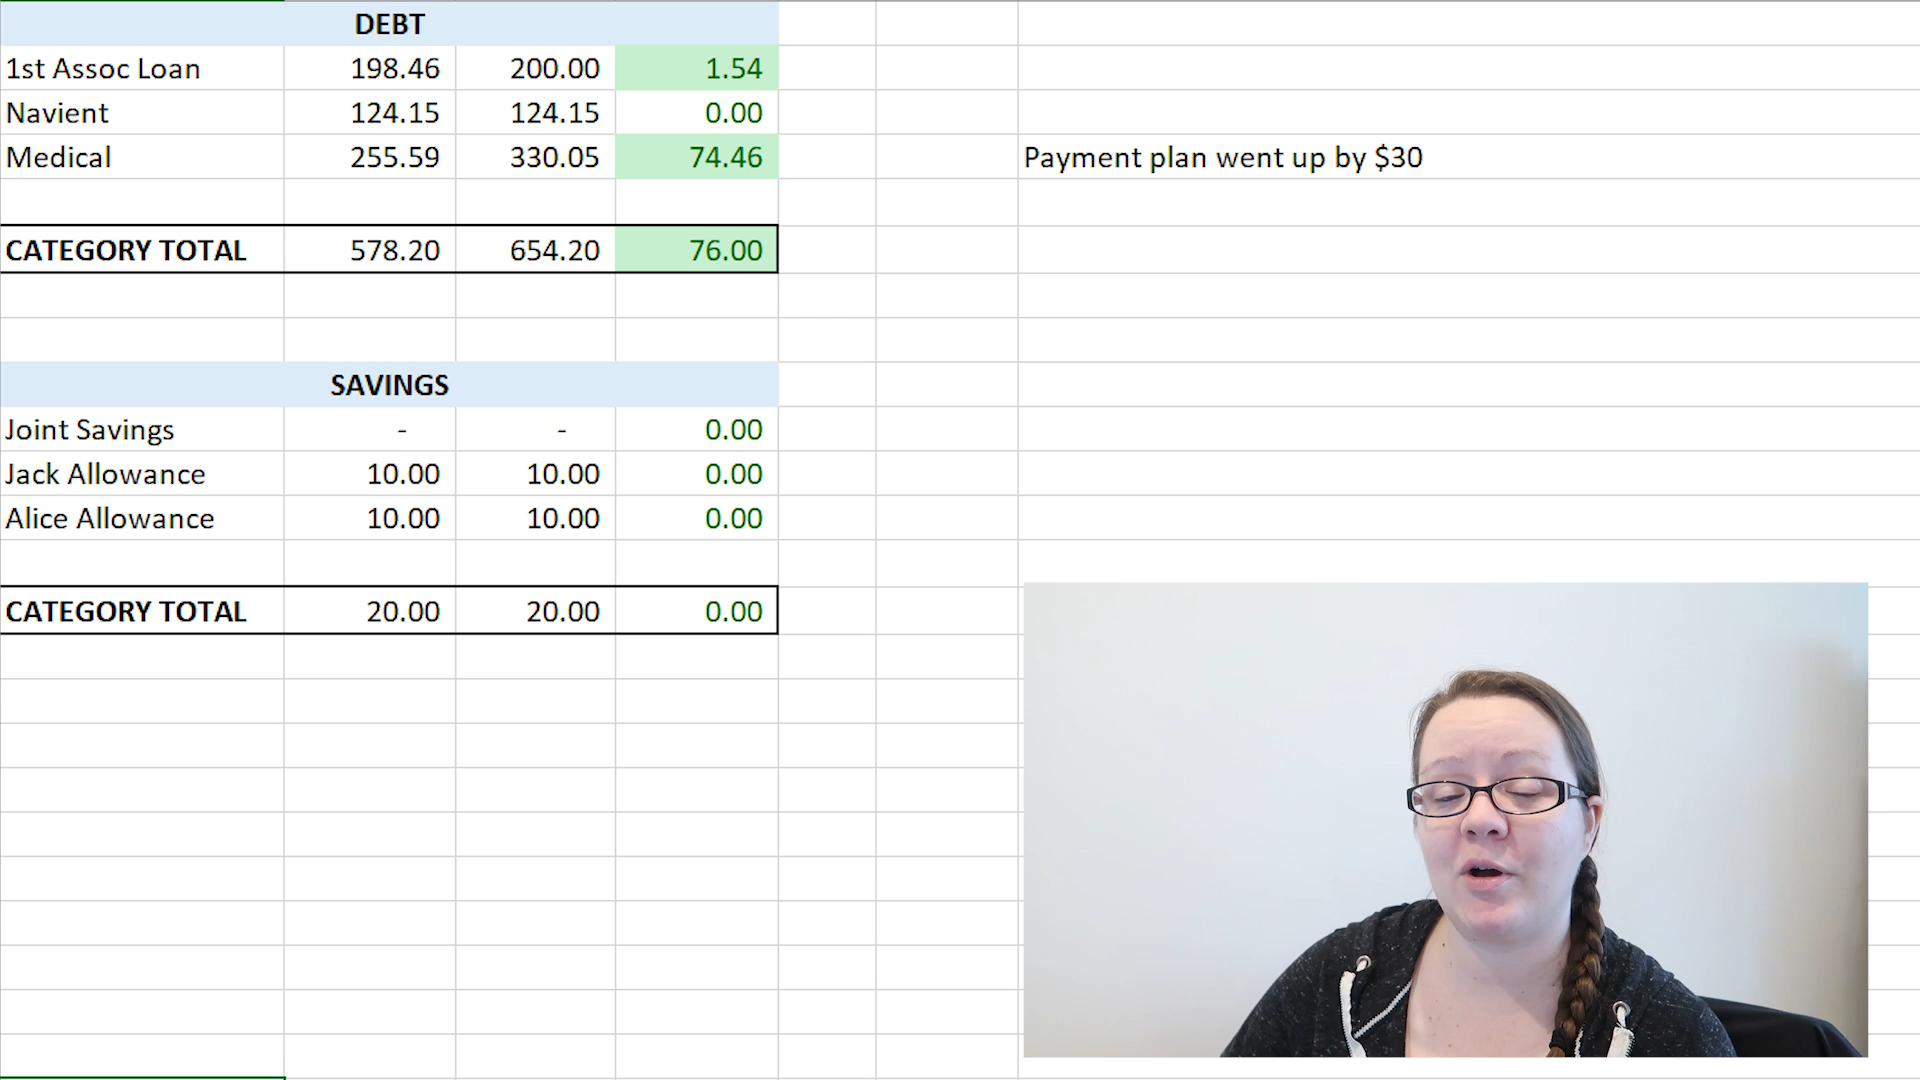 DEBT
1st Assoc Loan 198.46 200.00 1.54
Navient 124.15 124.15 0.00
Medical 255.59 330.05 74.46 Payment plan went up by $30
CATEGORY TOTAL 578.20 654.20 76.00
SAVINGS
Joint Savings - - 0.00
Jack Allowance 10.00 10.00 0.00
Alice Allowance 10.00 10.00 0.00
CATEGORY TOTAL 20.00 20.00 0.00